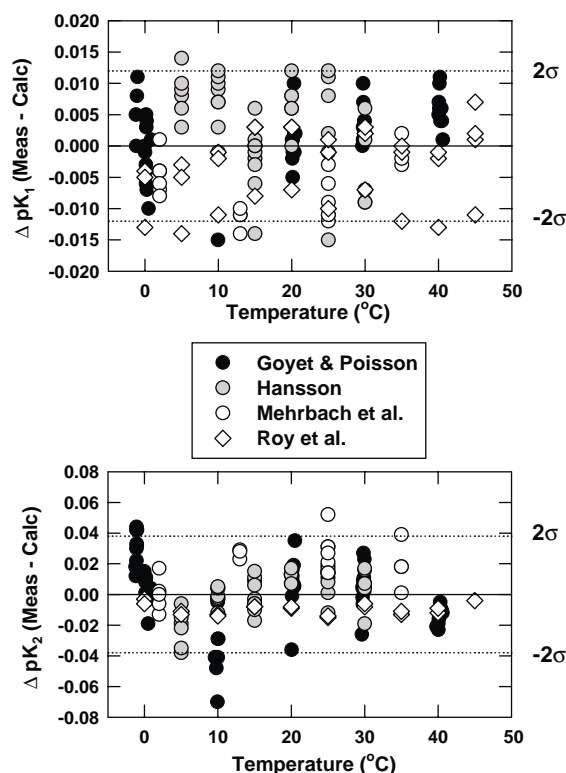 0.020
0.015
0.010
0.005
0.000
-0.005
-0.010
-0.015
-0.020
Δ pK1 (Meas - Calc)
2σ
-2σ
0 10 20 30 40 50
Temperature (oC)
Goyet & Poisson
Hansson
Mehrbach et al.
Roy et al.
0.08
0.06
0.04
0.02
0.00
-0.02
-0.04
-0.06
-0.08
Δ pK2 (Meas - Calc)
2σ
-2σ
0 10 20 30 40 50
Temperature (oC)